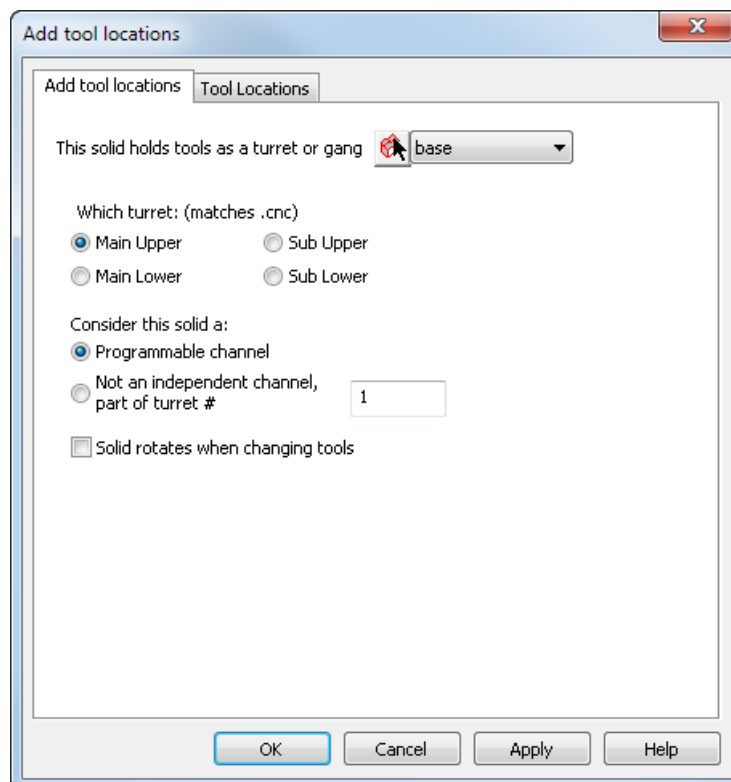 Add tool locations
Add tool locations Tool Locations
This solid holds tools as a turret or gang base
Which turret: (matches .cnc)
Main Upper Sub Upper
Main Lower Sub Lower
Consider this solid a:
Programmable channel
Not an independent channel,
part of turret # 1
Solid rotates when changing tools
OK Cancel Apply Help